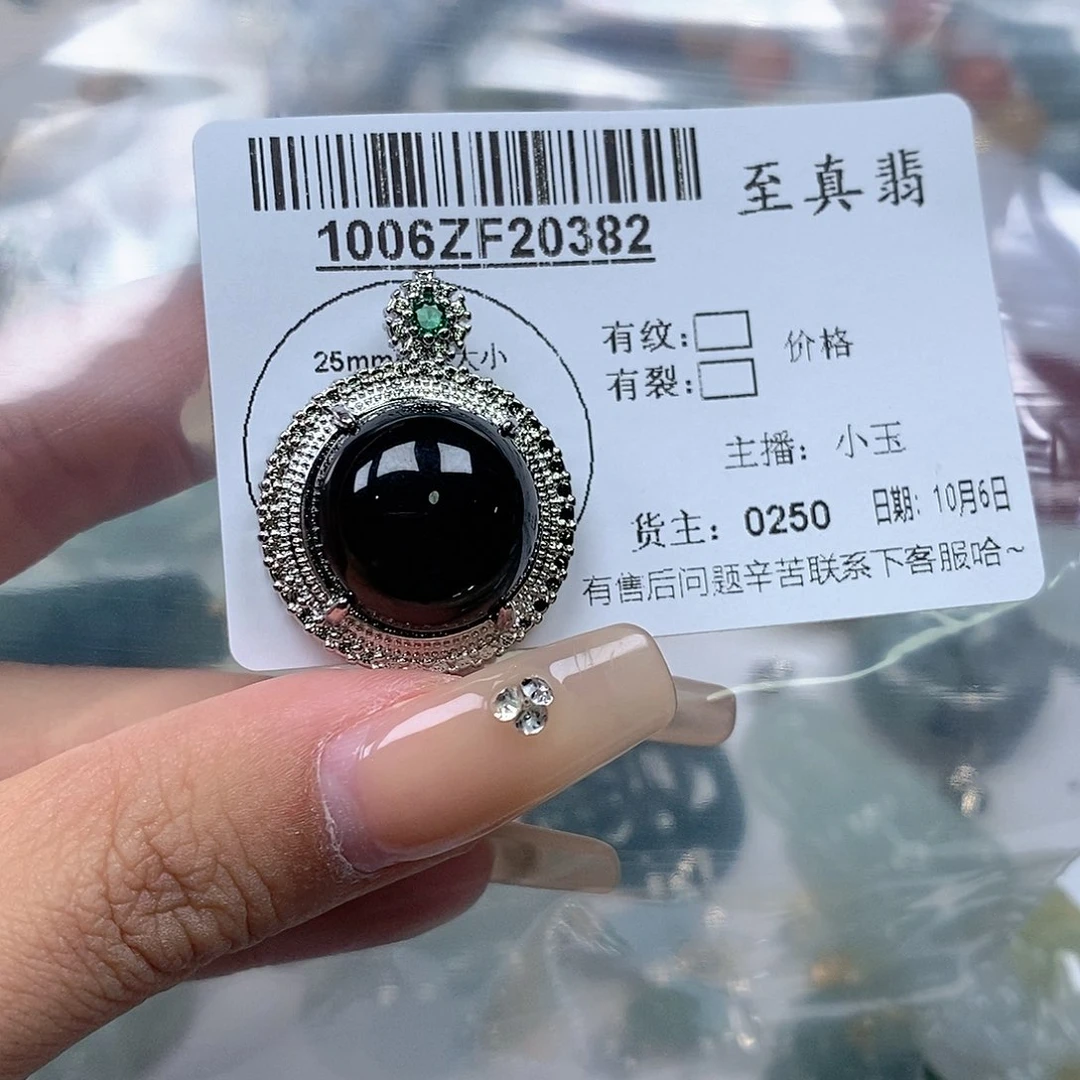 至真翡
1006ZF20382
25mm 大小
有纹: 价格
有裂:
主播: 小玉
货主: 0250 日期: 10月6日
有售后问题辛苦联系下客服哈~